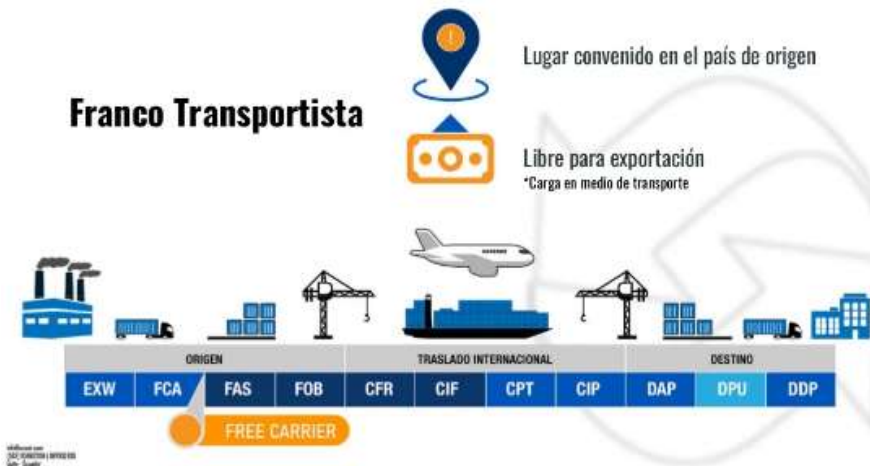 Lugar convenido en el país de origen
Franco Transportista
Libre para exportación
*Carga en medio de transporte
ORIGEN
TRASLADO INTERNACIONAL
DESTINO
EXW
FCA
FAS
FOB
CFR
CIF
CPT
CIP
DAP
DPU
DDP
FREE CARRIER